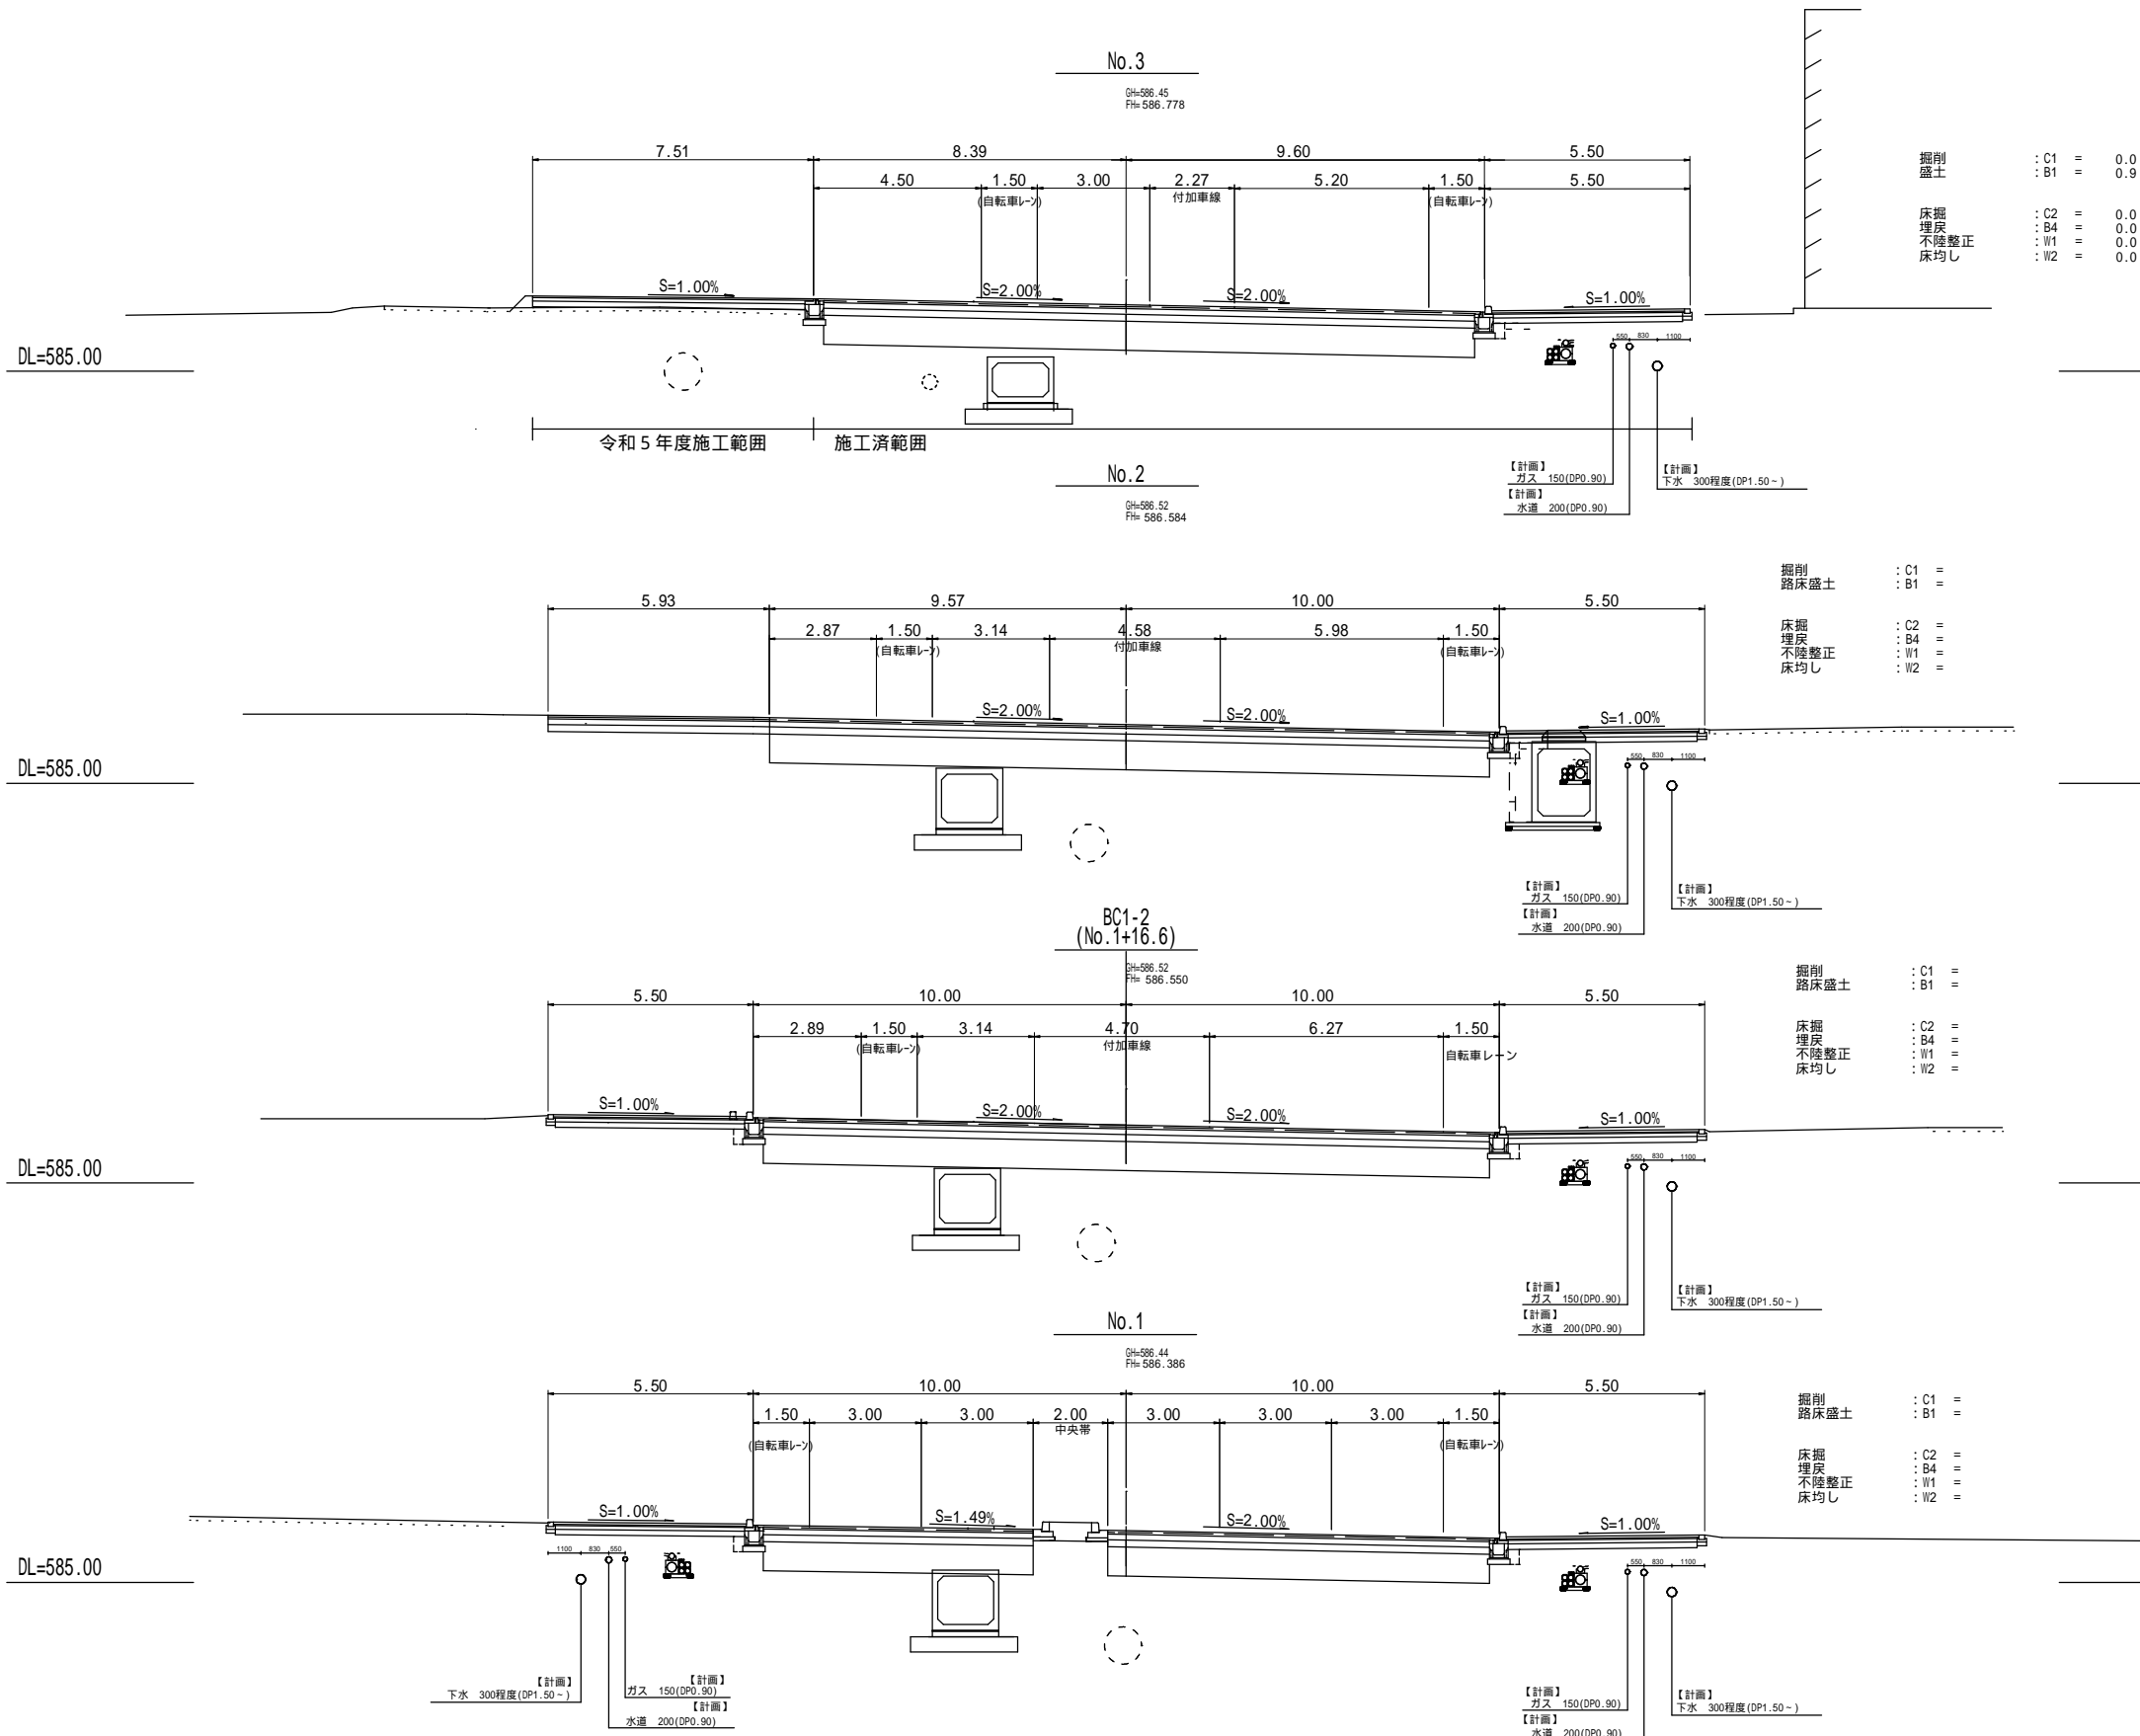 No.3
GH=586.45
FH= 586.778
7.51 8.39 9.60 5.50
4.50 1.50 3.00 2.27 5.20 1.50 5.50
(自転車レーン) 付加車線 (自転車レーン)
掘削 : C1 = 0.0
盛土 : B1 = 0.9
床掘 : C2 = 0.0
埋戻 : B4 = 0.0
不陸整正 : W1 = 0.0
床均し : W2 = 0.0
S=1.00% S=2.00% S=2.00% S=1.00%
550 830 1100
DL=585.00
令和5年度施工範囲 施工済範囲
【計画】
ガス 150(DP0.90)
【計画】
水道 200(DP0.90)
【計画】
下水 300程度(DP1.50~)
No.2
GH=586.52
FH= 586.584
5.93 9.57 10.00 5.50
2.87 1.50 3.14 4.58 5.98 1.50
(自転車レーン) 付加車線 (自転車レーン)
掘削 : C1 =
路床盛土 : B1 =
床掘 : C2 =
埋戻 : B4 =
不陸整正 : W1 =
床均し : W2 =
S=2.00% S=2.00% S=1.00%
550 830 1100
DL=585.00
【計画】
ガス 150(DP0.90)
【計画】
水道 200(DP0.90)
【計画】
下水 300程度(DP1.50~)
BC1-2
(No.1+16.6)
GH=586.52
FH= 586.550
5.50 10.00 10.00 5.50
2.89 1.50 3.14 4.70 6.27 1.50
(自転車レーン) 付加車線 自転車レーン
掘削 : C1 =
路床盛土 : B1 =
床掘 : C2 =
埋戻 : B4 =
不陸整正 : W1 =
床均し : W2 =
S=1.00% S=2.00% S=2.00% S=1.00%
550 830 1100
DL=585.00
【計画】
ガス 150(DP0.90)
【計画】
水道 200(DP0.90)
【計画】
下水 300程度(DP1.50~)
No.1
GH=586.44
FH= 586.386
5.50 10.00 10.00 5.50
1.50 3.00 3.00 2.00 3.00 3.00 3.00 1.50
(自転車レーン) 中央帯 (自転車レーン)
掘削 : C1 =
路床盛土 : B1 =
床掘 : C2 =
埋戻 : B4 =
不陸整正 : W1 =
床均し : W2 =
S=1.00% S=1.49% S=2.00% S=1.00%
1100 830 550 550 830 1100
DL=585.00
【計画】
下水 300程度(DP1.50~)
【計画】
ガス 150(DP0.90)
【計画】
水道 200(DP0.90)
【計画】
ガス 150(DP0.90)
【計画】
水道 200(DP0.90)
【計画】
下水 300程度(DP1.50~)